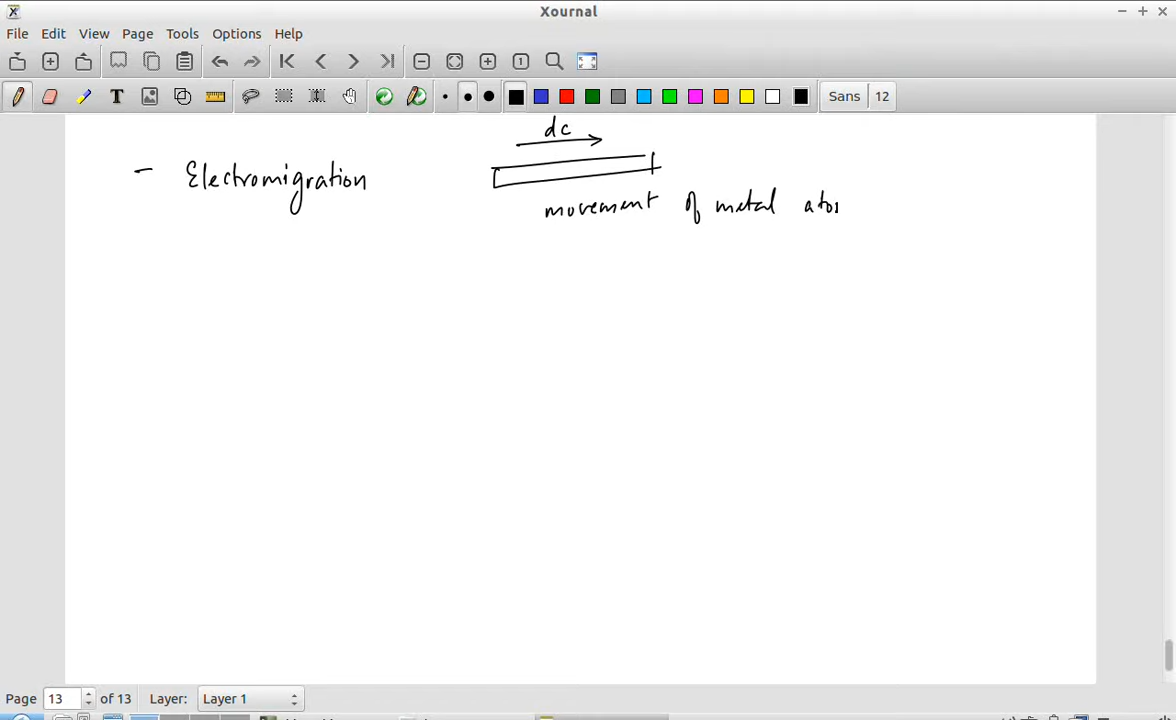 Xournal
File Edit View Page Tools Options Help
Sans 12
dc
- Electromigration
movement of metal
Page 13 of 13 Layer: Layer 1